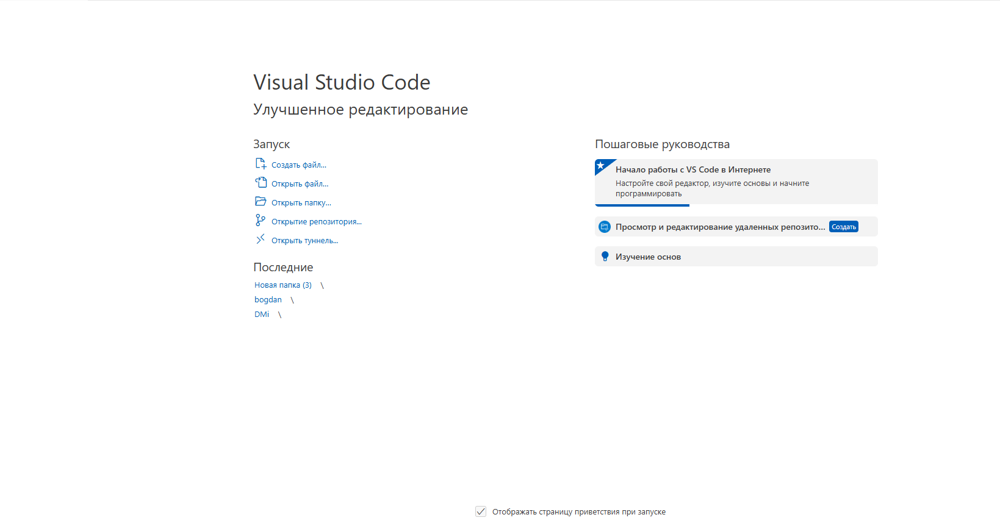 Visual Studio Code
Улучшенное редактирование
Запуск
Создать файл...
Открыть файл...
Открыть папку...
Открытие репозитория...
Открыть туннель...
Последние
Новая папка (3) \
bogdan \
DMi \
Пошаговые руководства
Начало работы с VS Code в Интернете
Настройте свой редактор, изучите основы и начните
программировать
Просмотр и редактирование удаленных репозито... Создать
Изучение основ
Отображать страницу приветствия при запуске